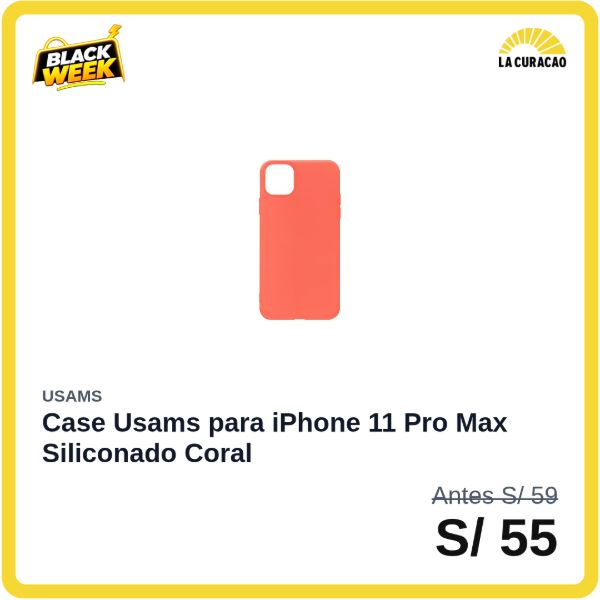 BLACK
WEEK
LA CURACAO
USAMS
Case Usams para iPhone 11 Pro Max
Siliconado Coral
Antes S/ 59
S/ 55